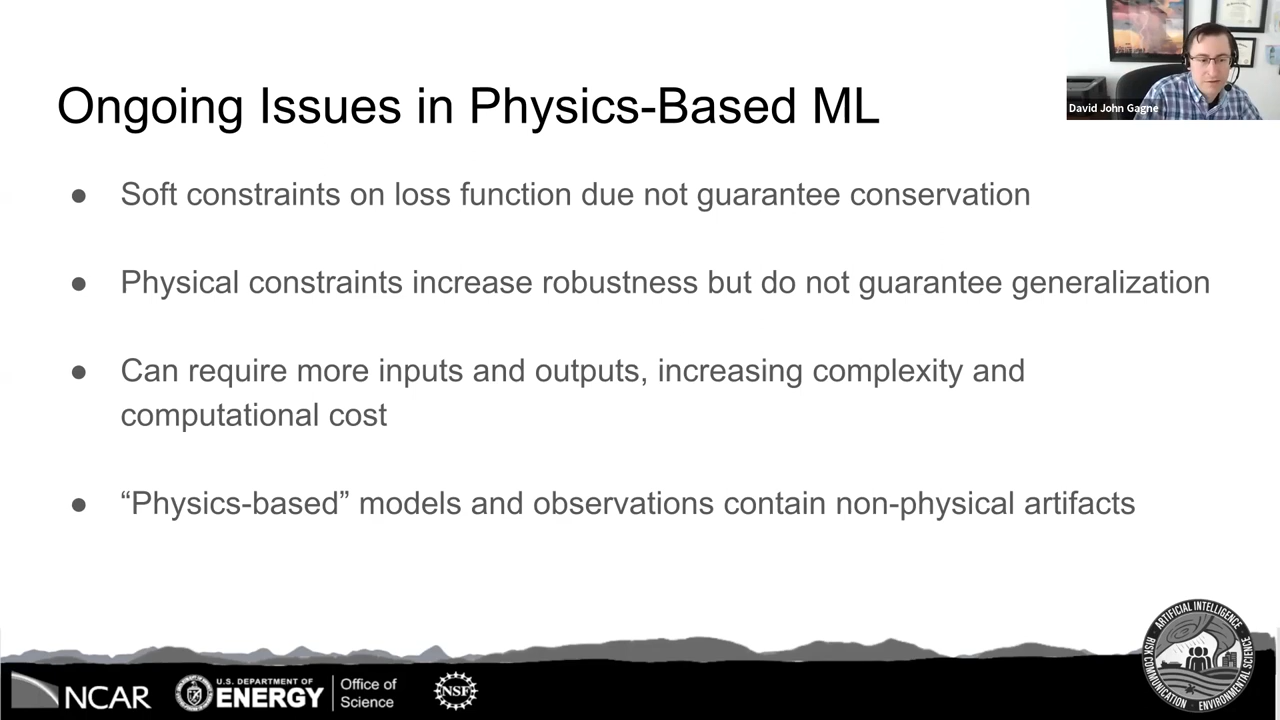 Ongoing Issues in Physics-Based ML
David John Gagne
● Soft constraints on loss function due not guarantee conservation
● Physical constraints increase robustness but do not guarantee generalization
● Can require more inputs and outputs, increasing complexity and
computational cost
● “Physics-based” models and observations contain non-physical artifacts
NCAR
U.S. DEPARTMENT OF
ENERGY
Office of
Science
NSF
ARTIFICIAL INTELLIGENCE
RISK COMMUNICATION
ENVIRONMENTAL SCIENCE